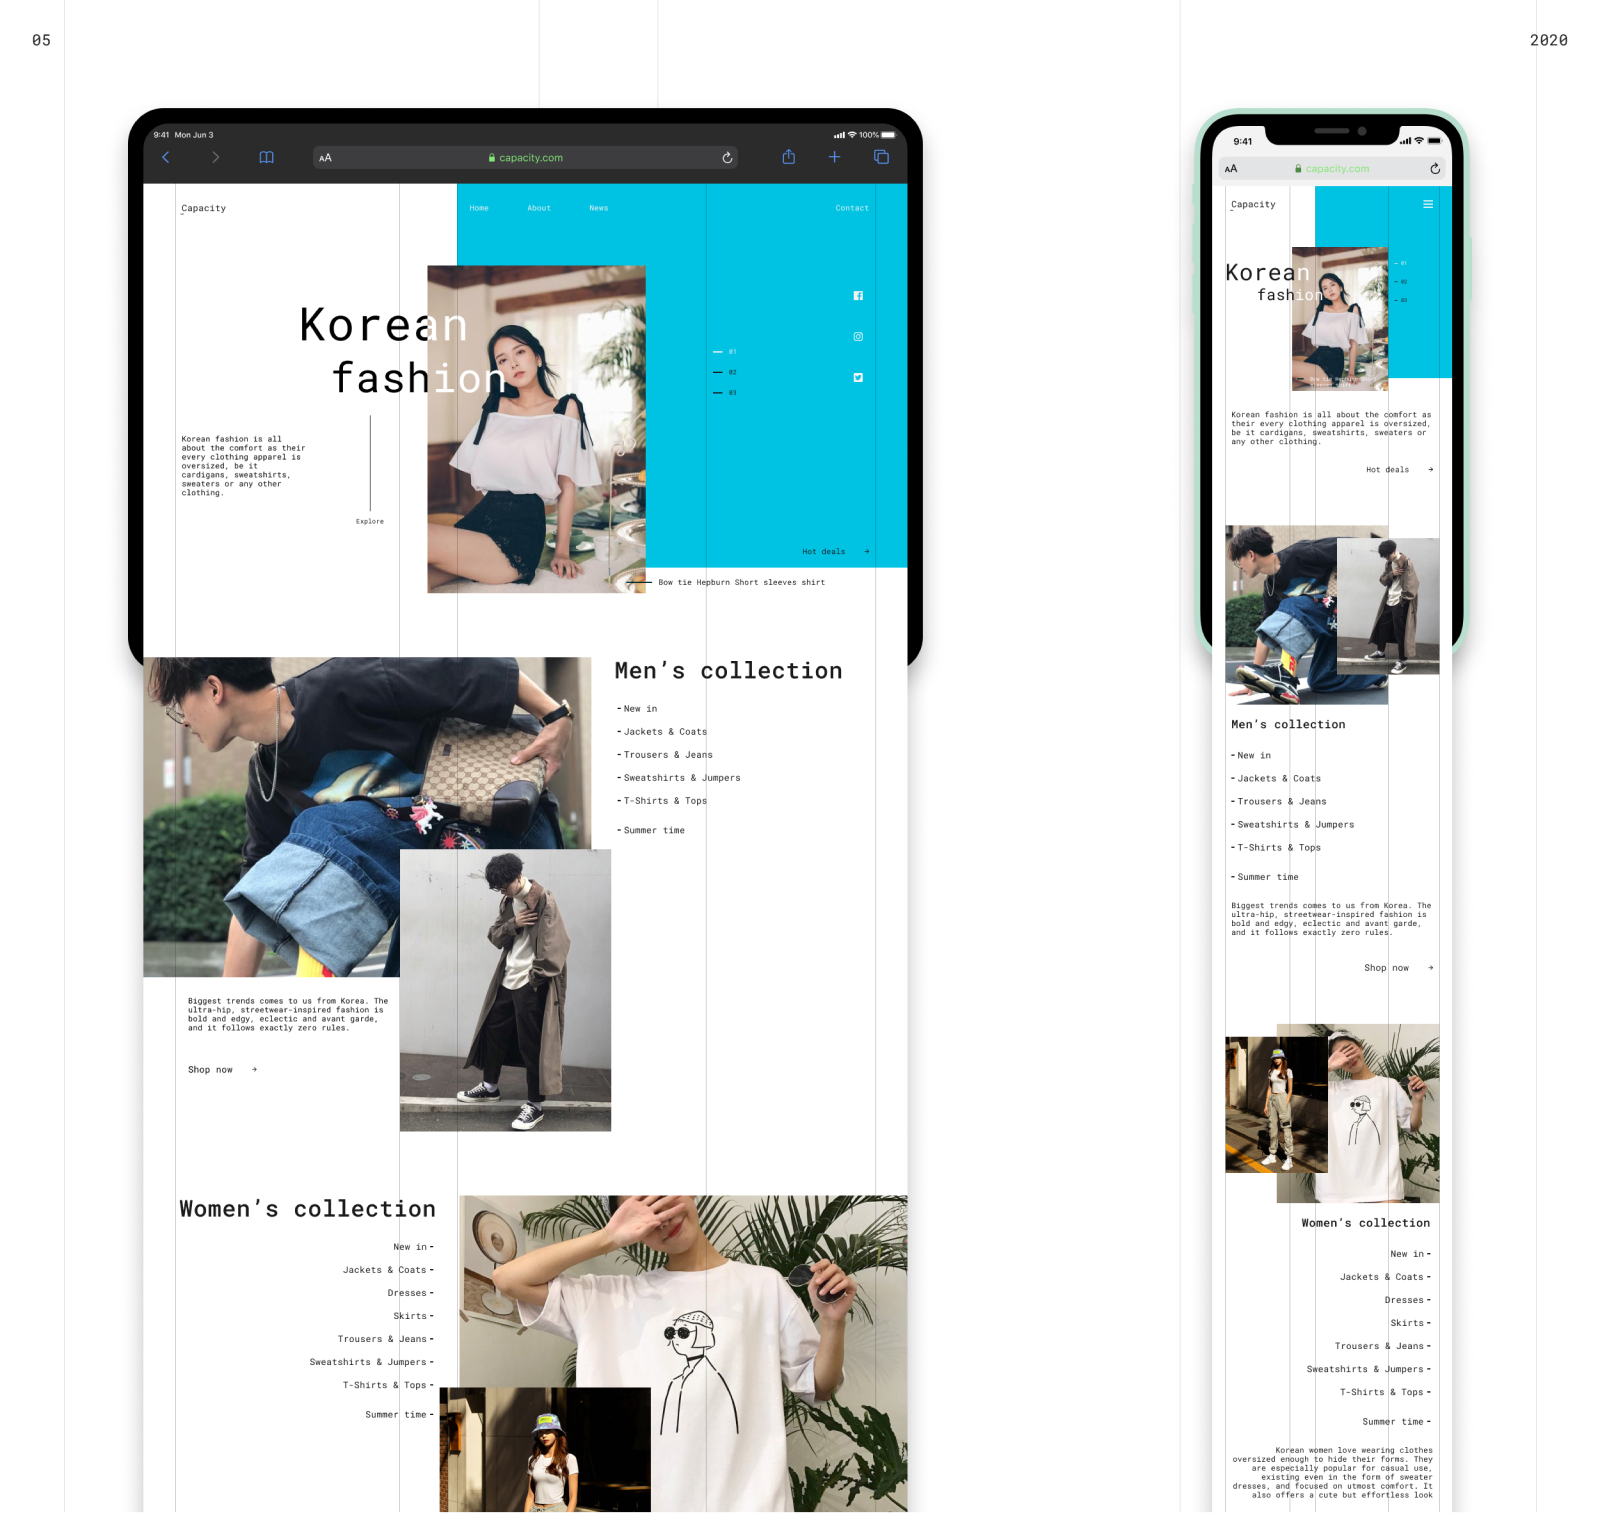 05
2020
9:41 Mon Jun 3
100%
AA
capacity.com
Capacity
Home
About
News
Contact
Korean
fashion
01
02
03
Korean fashion is all
about the comfort as their
every clothing apparel is
oversized, be it
cardigans, sweatshirts,
sweaters or any other
clothing.
Explore
Hot deals →
Bow tie Hepburn Short sleeves shirt
Men’s collection
- New in
- Jackets & Coats
- Trousers & Jeans
- Sweatshirts & Jumpers
- T-Shirts & Tops
- Summer time
Biggest trends comes to us from Korea. The
ultra-hip, streetwear-inspired fashion is
bold and edgy, eclectic and avant garde,
and it follows exactly zero rules.
Shop now →
Women’s collection
New in -
Jackets & Coats -
Dresses -
Skirts -
Trousers & Jeans -
Sweatshirts & Jumpers -
T-Shirts & Tops -
Summer time -
9:41
AA
capacity.com
Capacity
Korean
fashion
01
02
03
Bow tie Hepburn Short
sleeves shirt
Korean fashion is all about the comfort as
their every clothing apparel is oversized,
be it cardigans, sweatshirts, sweaters or
any other clothing.
Hot deals →
Men’s collection
- New in
- Jackets & Coats
- Trousers & Jeans
- Sweatshirts & Jumpers
- T-Shirts & Tops
- Summer time
Biggest trends comes to us from Korea. The
ultra-hip, streetwear-inspired fashion is
bold and edgy, eclectic and avant garde,
and it follows exactly zero rules.
Shop now →
Women’s collection
New in -
Jackets & Coats -
Dresses -
Skirts -
Trousers & Jeans -
Sweatshirts & Jumpers -
T-Shirts & Tops -
Summer time -
Korean women love wearing clothes
oversized enough to hide their forms. They
are especially popular for casual use,
existing even in the form of sweater
dresses, and focused on utmost comfort. It
also offers a cute but effortless look